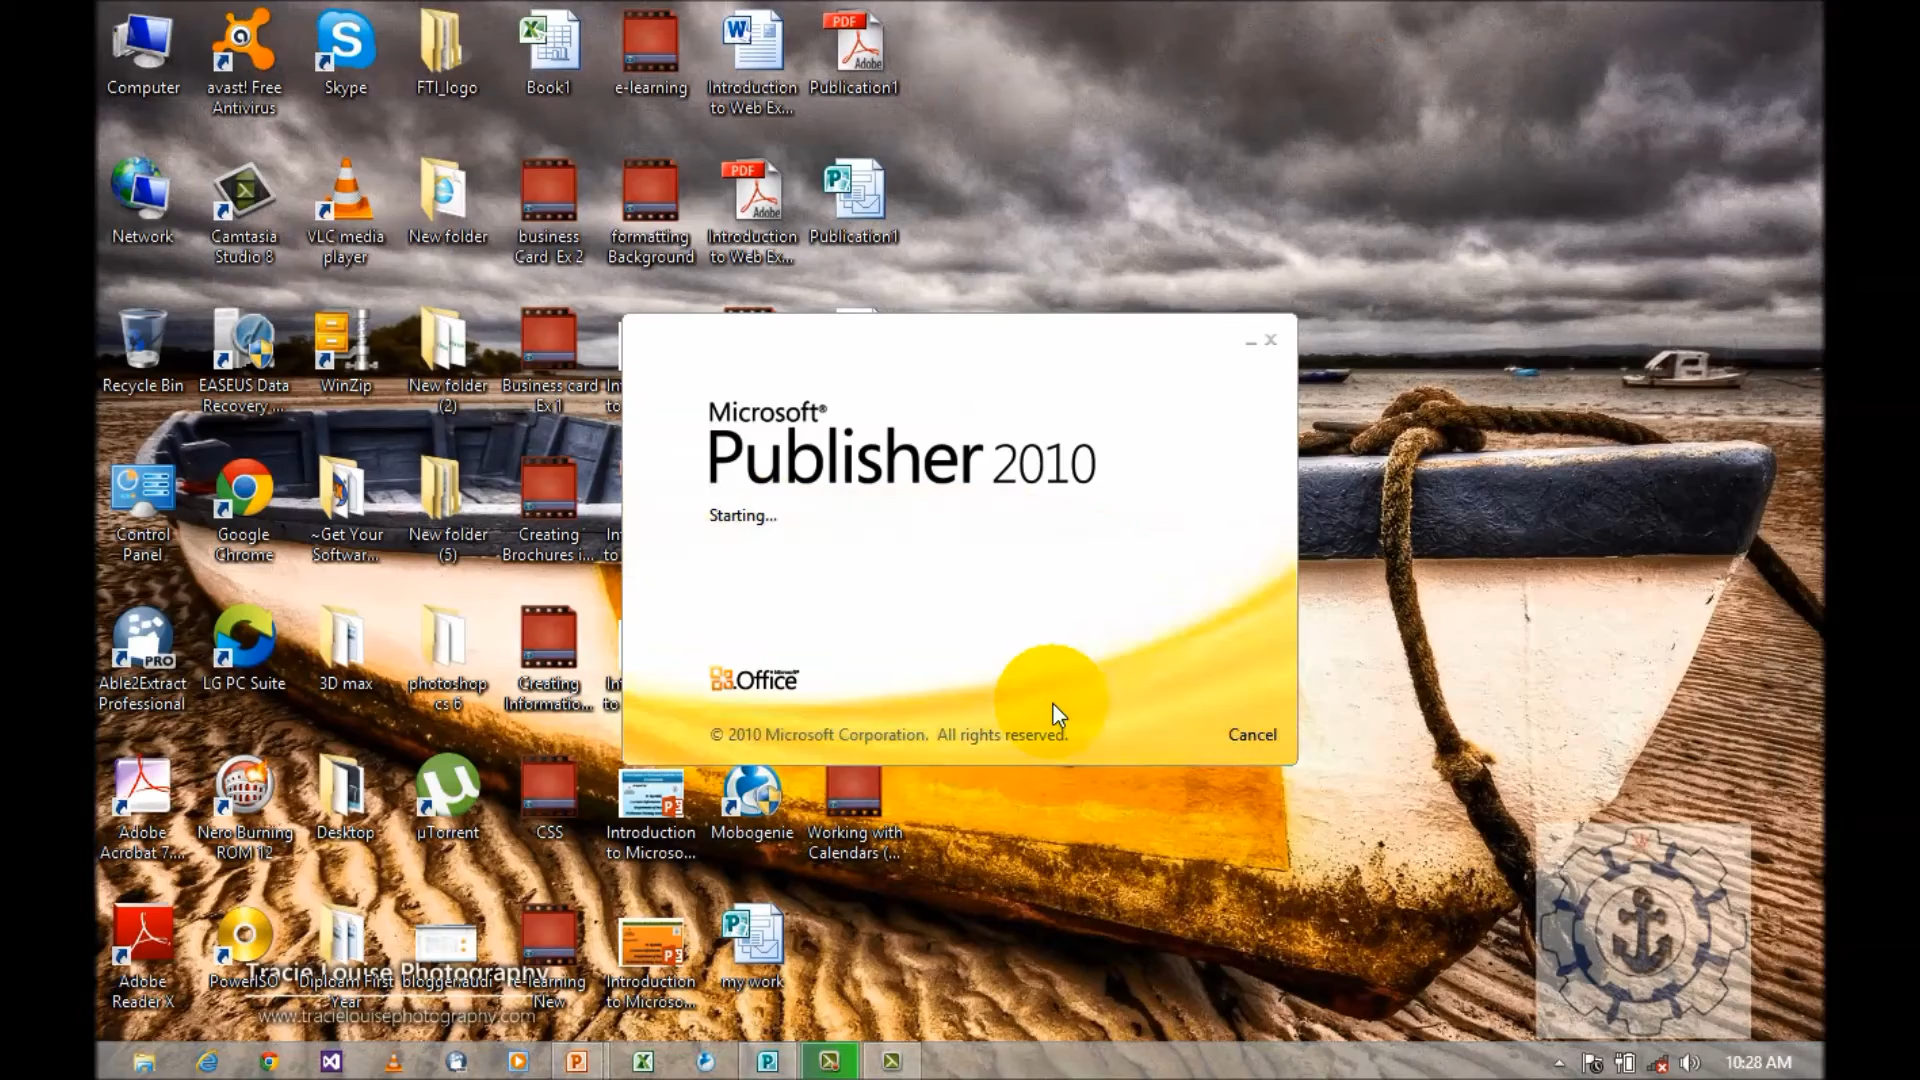 Computer
avast! Free
Antivirus
Skype
FTI_logo
Book1
e-learning
Introduction
to Web Ex...
Publication1
Network
Camtasia
Studio 8
VLC media
player
New folder
business
Card Ex 2
formatting
Background
Introduction
to Web Ex...
Publication1
Recycle Bin
EASEUS Data
Recovery ...
WinZip
New folder
(2)
Business card
Ex 1
Microsoft®
Publisher 2010
Starting...
Office
© 2010 Microsoft Corporation. All rights reserved.
Cancel
Control
Panel
Google
Chrome
~Get Your
Softwar...
New folder
(5)
Creating
Brochures i...
Able2Extract
Professional
PRO
LG PC Suite
3D max
photoshop
cs 6
Creating
Informatio...
Adobe
Acrobat 7....
Nero Burning
ROM 12
Desktop
µTorrent
CSS
Introduction
to Microso...
Mobogenie
Working with
Calendars (...
Adobe
Reader X
PowerISO
Diploam First
Year
e-learning
New
Introduction
to Microso...
my work
Tracie Louise Photography
www.tracielouisephotography.com
10:28 AM